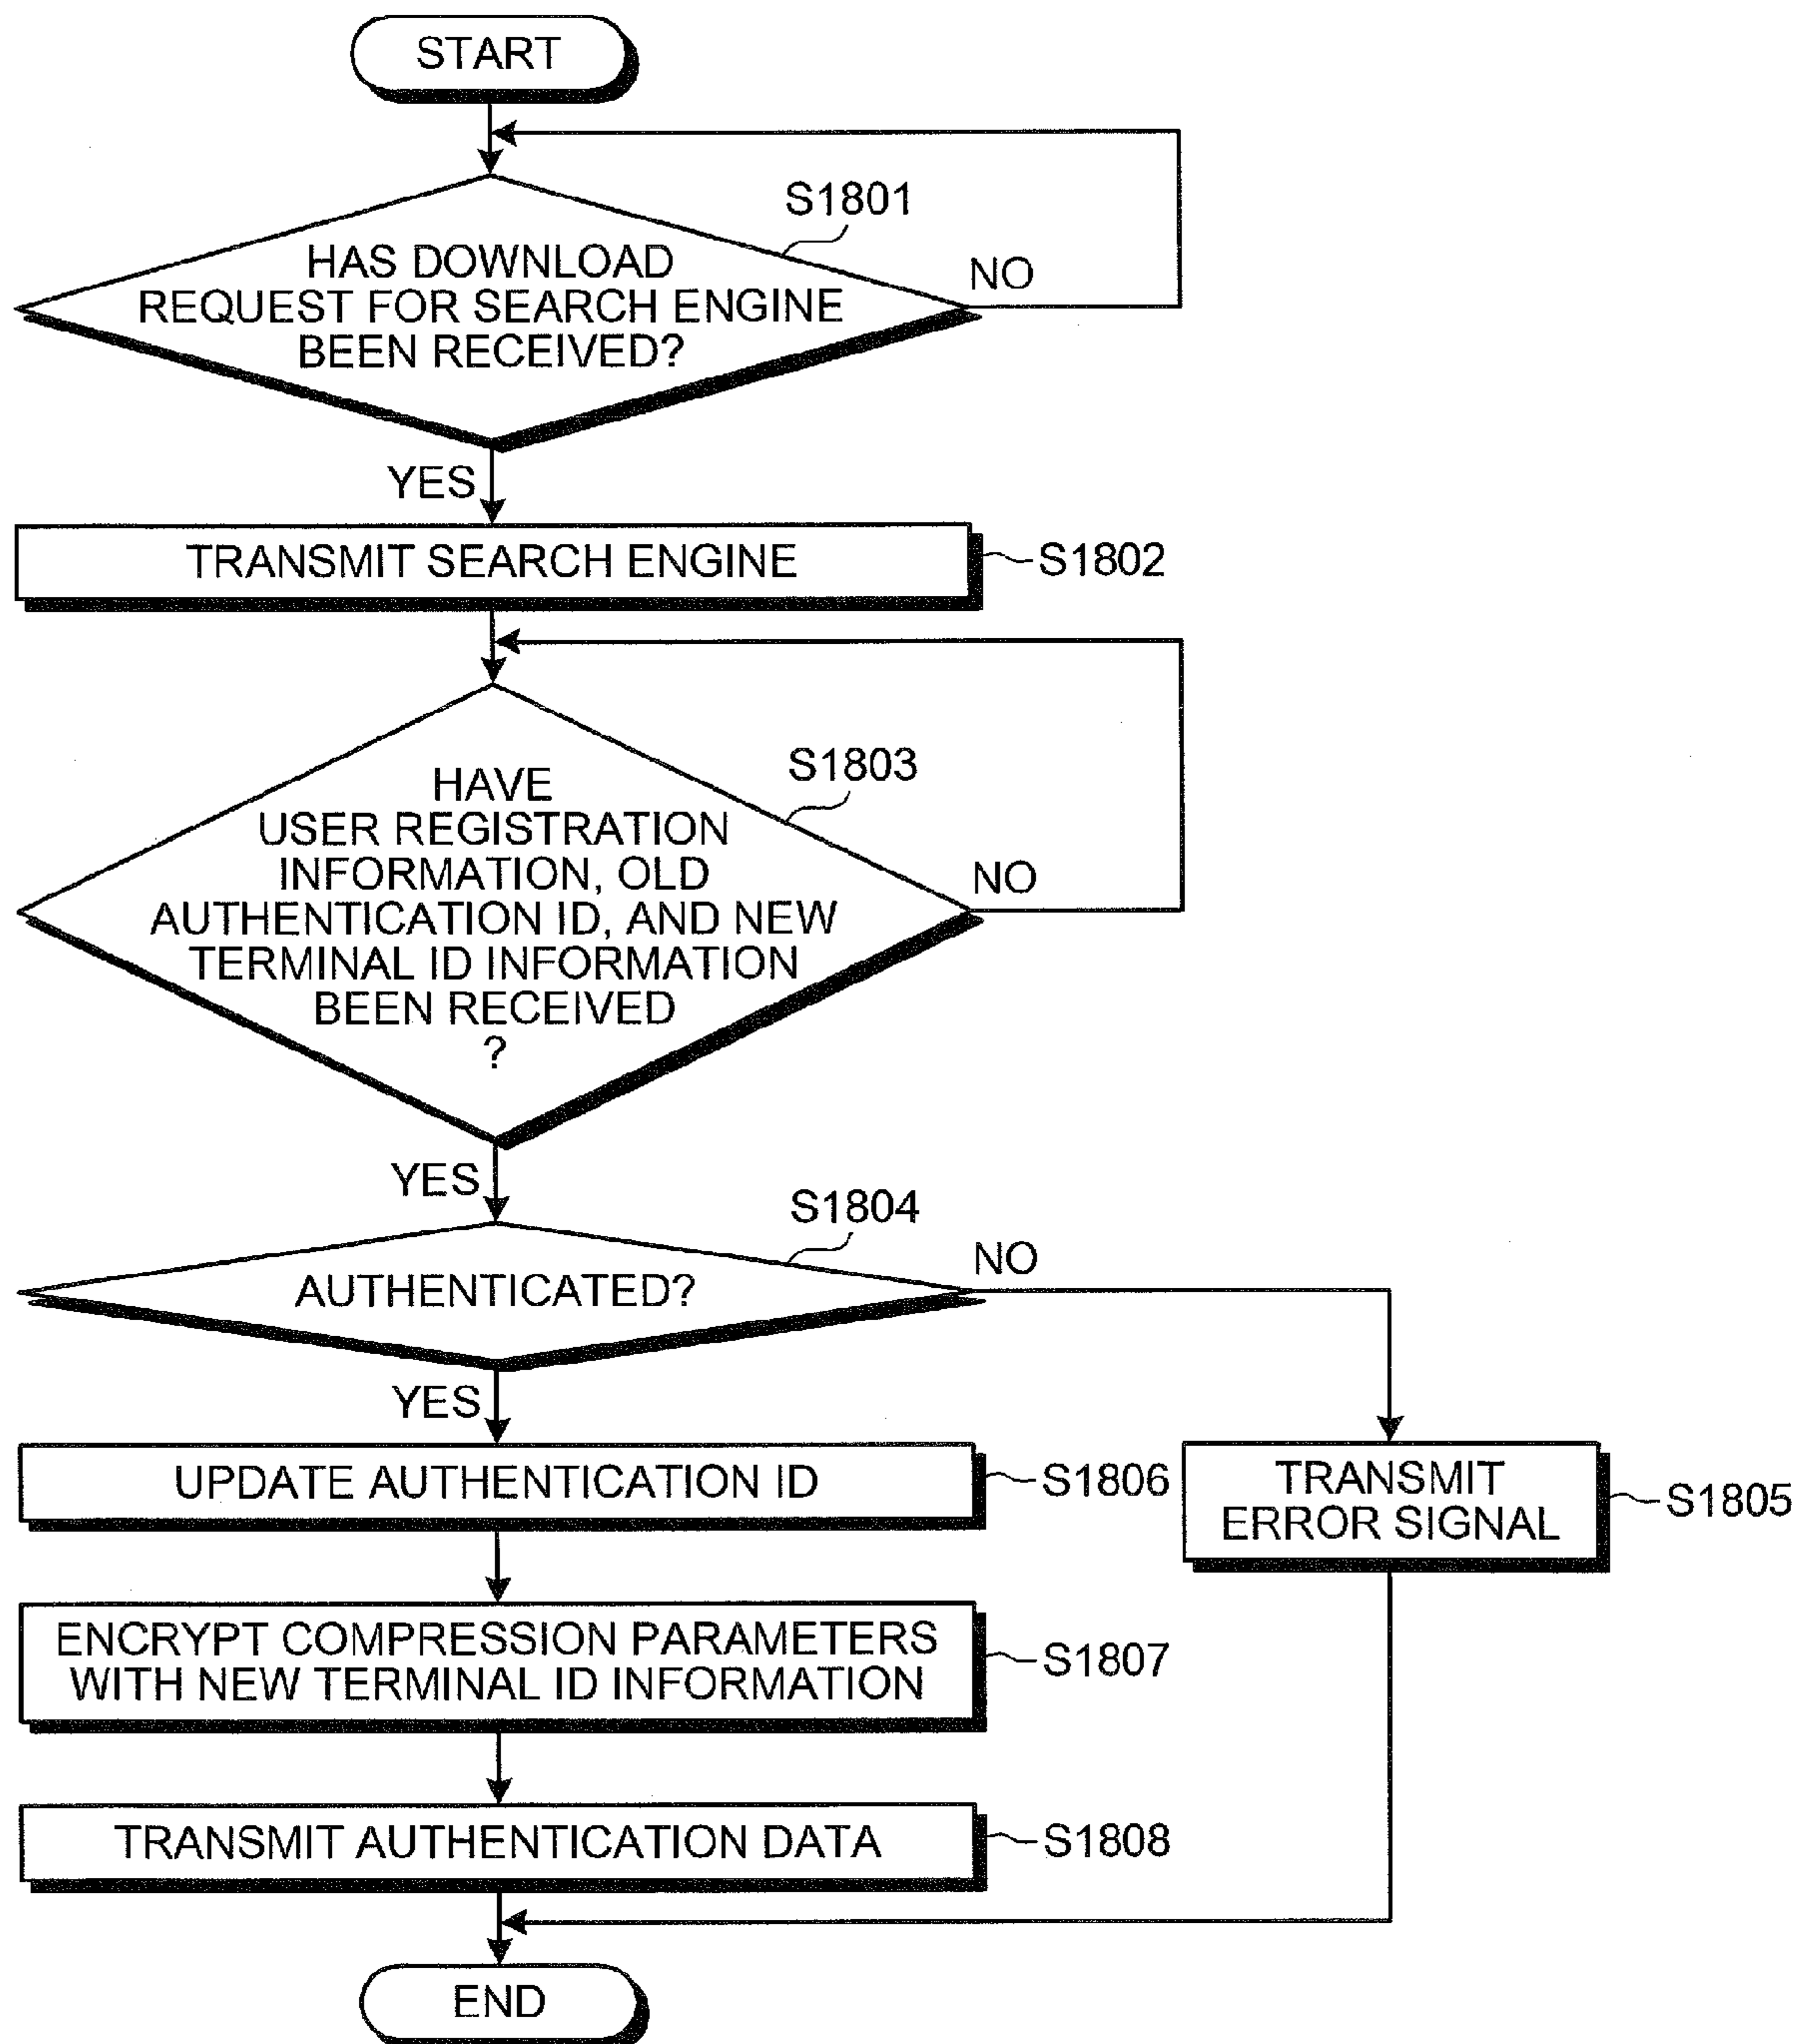 START
S1801
HAS DOWNLOAD
REQUEST FOR SEARCH ENGINE
BEEN RECEIVED?
NO
YES
TRANSMIT SEARCH ENGINE
S1802
S1803
HAVE
USER REGISTRATION
INFORMATION, OLD
AUTHENTICATION ID, AND NEW
TERMINAL ID INFORMATION
BEEN RECEIVED
?
NO
YES
S1804
AUTHENTICATED?
NO
YES
UPDATE AUTHENTICATION ID
S1806
TRANSMIT
ERROR SIGNAL
S1805
ENCRYPT COMPRESSION PARAMETERS
WITH NEW TERMINAL ID INFORMATION
S1807
TRANSMIT AUTHENTICATION DATA
S1808
END